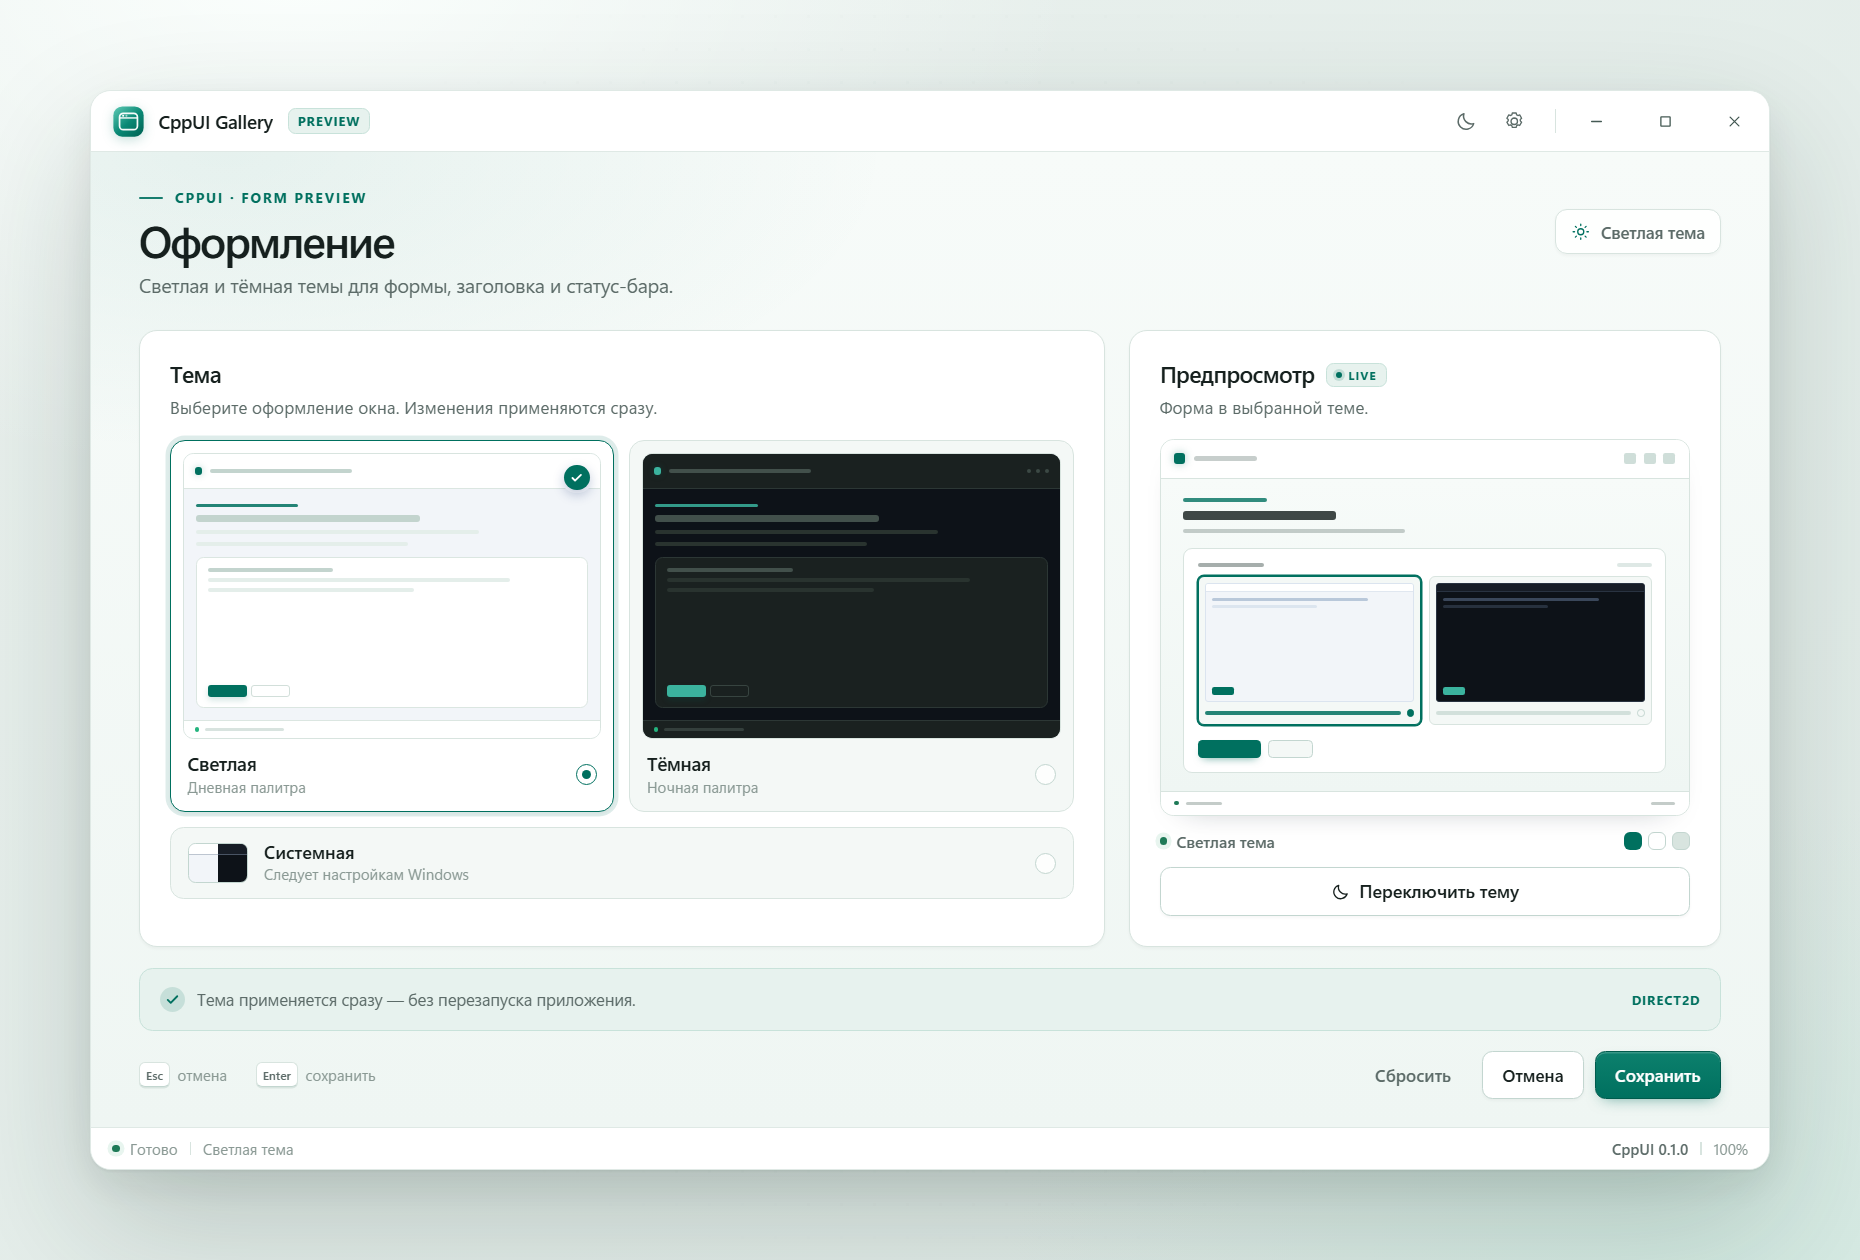 CppUI Gallery PREVIEW
CPPUI · FORM PREVIEW
Оформление
Светлая и тёмная темы для формы, заголовка и статус-бара.
Светлая тема
Тема
Выберите оформление окна. Изменения применяются сразу.
Светлая
Дневная палитра
Тёмная
Ночная палитра
Системная
Следует настройкам Windows
Предпросмотр LIVE
Форма в выбранной теме.
Светлая тема
Переключить тему
Тема применяется сразу — без перезапуска приложения.
DIRECT2D
Esc отмена Enter сохранить
Сбросить Отмена Сохранить
Готово Светлая тема
CppUI 0.1.0 100%